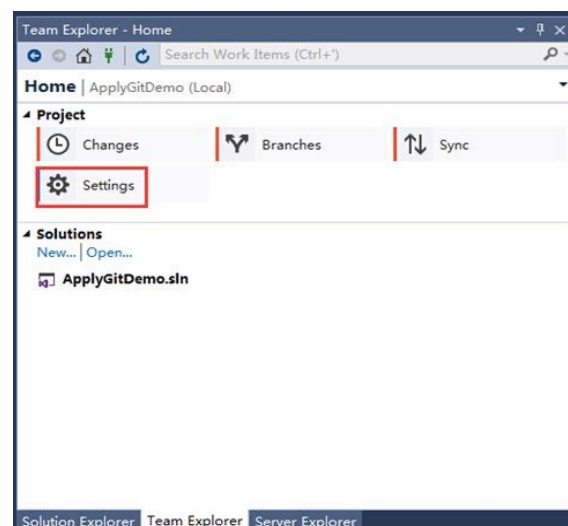 Team Explorer - Home
Search Work Items (Ctrl+')
Home | ApplyGitDemo (Local)
Project
Changes
Branches
Sync
Settings
Solutions
New... | Open...
ApplyGitDemo.sln
Solution Explorer Team Explorer Server Explorer